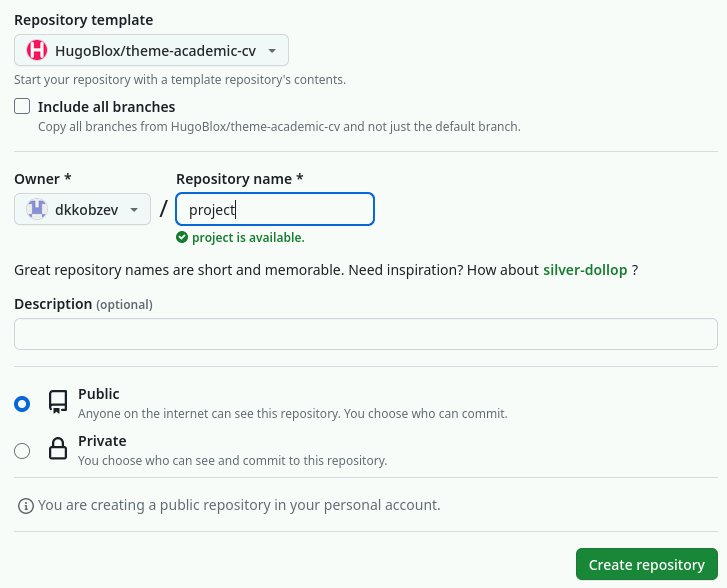 Repository template
HugoBlox/theme-academic-cv
Start your repository with a template repository's contents.
Include all branches
Copy all branches from HugoBlox/theme-academic-cv and not just the default branch.
Owner * Repository name *
dkkobzev / project
project is available.
Great repository names are short and memorable. Need inspiration? How about silver-dollop ?
Description (optional)
Public
Anyone on the internet can see this repository. You choose who can commit.
Private
You choose who can see and commit to this repository.
You are creating a public repository in your personal account.
Create repository